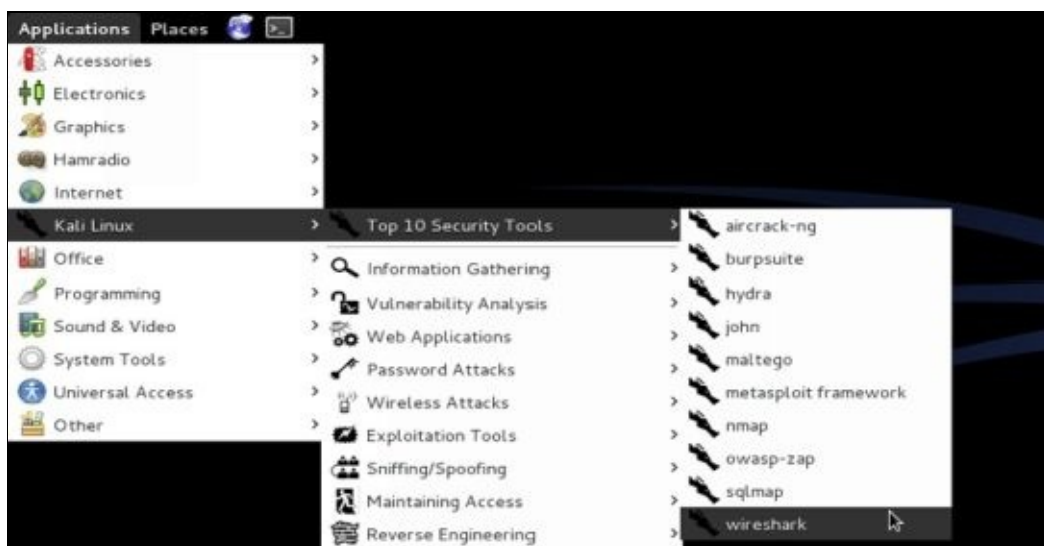 Applications Places
Accessories
Electronics
Graphics
Hamradio
Internet
Kali Linux
Office
Programming
Sound & Video
System Tools
Universal Access
Other
Top 10 Security Tools
Information Gathering
Vulnerability Analysis
Web Applications
Password Attacks
Wireless Attacks
Exploitation Tools
Sniffing/Spoofing
Maintaining Access
Reverse Engineering
aircrack-ng
burpsuite
hydra
john
maltego
metasploit framework
nmap
owasp-zap
sqlmap
wireshark